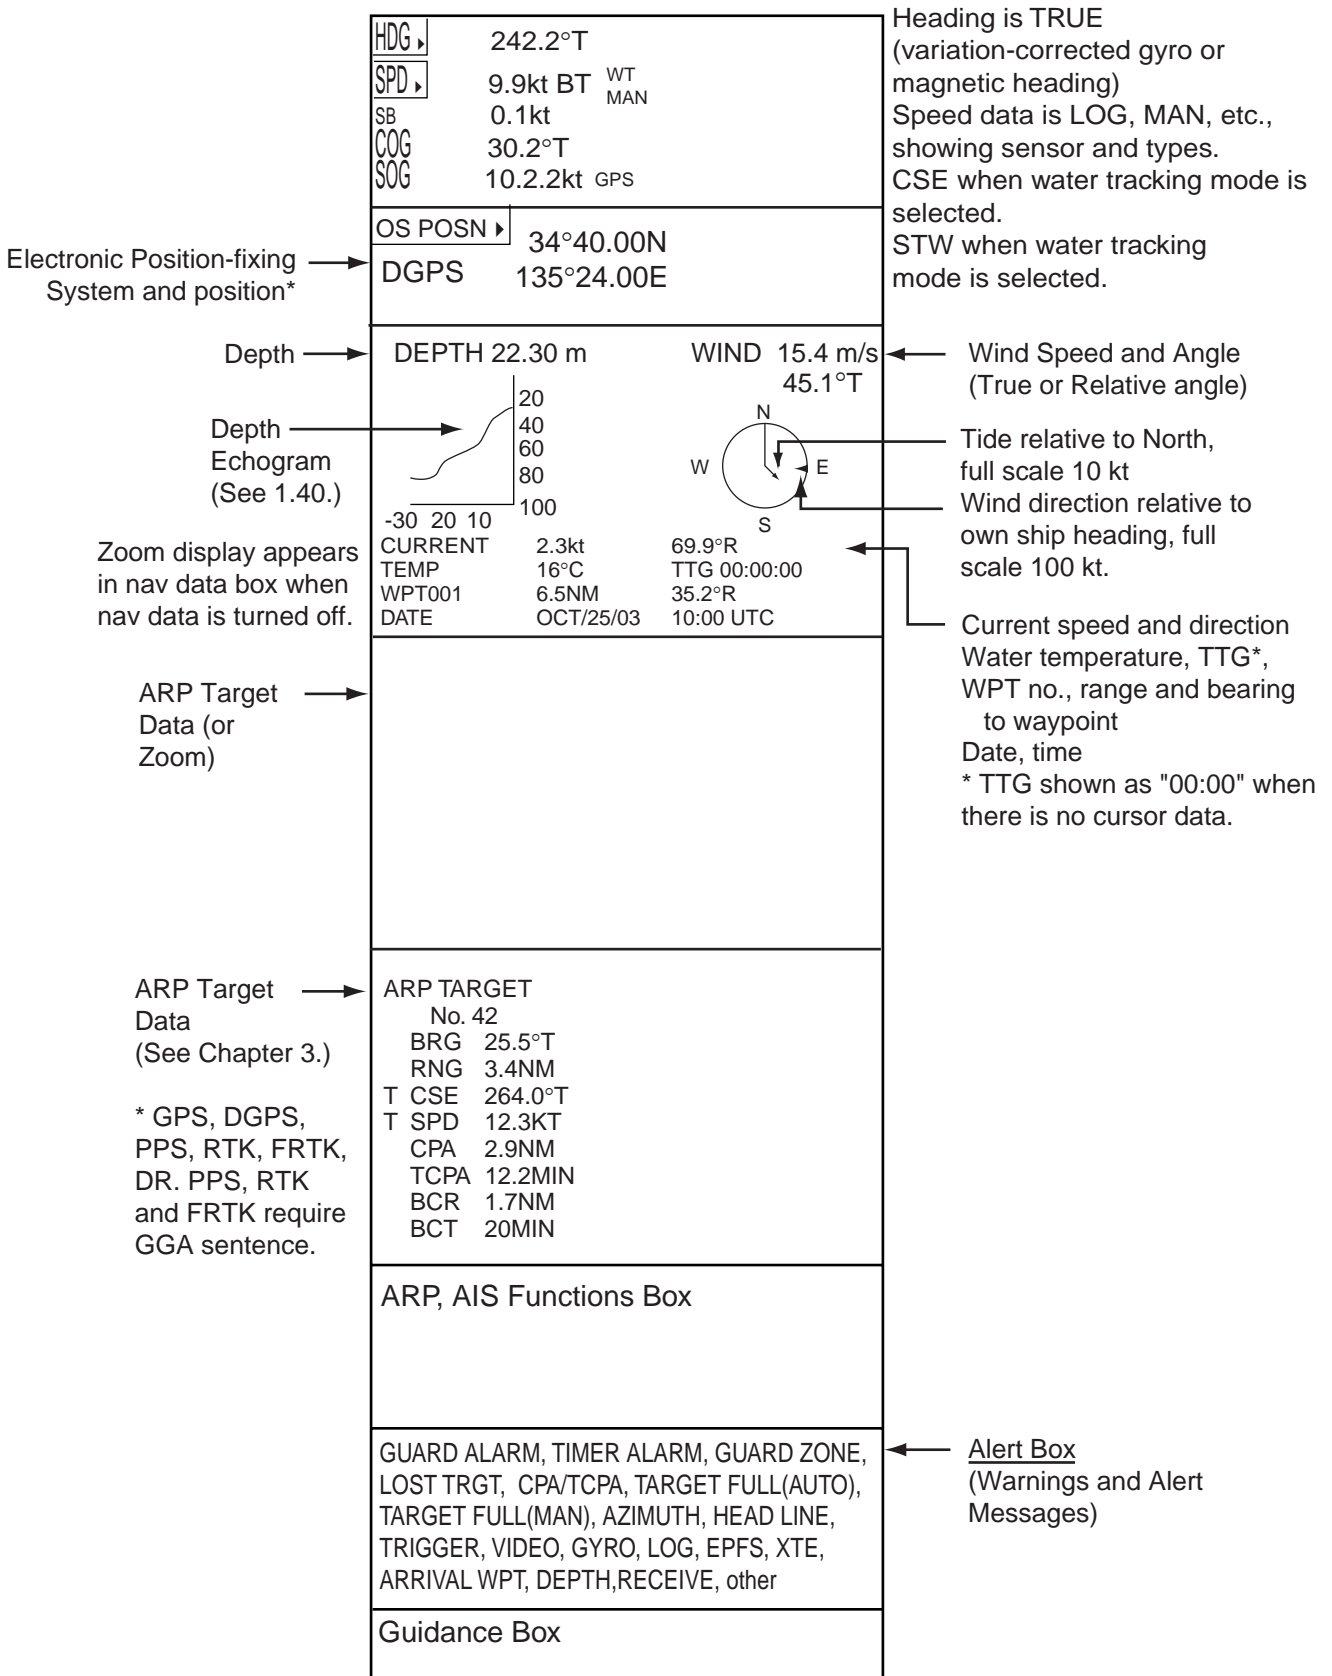 HDG 242.2°T
SPD 9.9kt BT WT
MAN
SB 0.1kt
COG 30.2°T
SOG 10.2.2kt GPS
Heading is TRUE
(variation-corrected gyro or
magnetic heading)
Speed data is LOG, MAN, etc.,
showing sensor and types.
CSE when water tracking mode is
selected.
STW when water tracking
mode is selected.
Electronic Position-fixing
System and position*
OS POSN 34°40.00N
DGPS 135°24.00E
Depth
DEPTH 22.30 m
WIND 15.4 m/s
45.1°T
Wind Speed and Angle
(True or Relative angle)
Depth
Echogram
(See 1.40.)
20
40
60
80
100
-30 20 10
N
W E
S
Tide relative to North,
full scale 10 kt
Wind direction relative to
own ship heading, full
scale 100 kt.
Zoom display appears
in nav data box when
nav data is turned off.
CURRENT 2.3kt 69.9°R
TEMP 16°C TTG 00:00:00
WPT001 6.5NM 35.2°R
DATE OCT/25/03 10:00 UTC
Current speed and direction
Water temperature, TTG*,
WPT no., range and bearing
to waypoint
Date, time
* TTG shown as "00:00" when
there is no cursor data.
ARP Target
Data (or
Zoom)
ARP Target
Data
(See Chapter 3.)
* GPS, DGPS,
PPS, RTK, FRTK,
DR. PPS, RTK
and FRTK require
GGA sentence.
ARP TARGET
No. 42
BRG 25.5°T
RNG 3.4NM
T CSE 264.0°T
T SPD 12.3KT
CPA 2.9NM
TCPA 12.2MIN
BCR 1.7NM
BCT 20MIN
ARP, AIS Functions Box
GUARD ALARM, TIMER ALARM, GUARD ZONE,
LOST TRGT, CPA/TCPA, TARGET FULL(AUTO),
TARGET FULL(MAN), AZIMUTH, HEAD LINE,
TRIGGER, VIDEO, GYRO, LOG, EPFS, XTE,
ARRIVAL WPT, DEPTH,RECEIVE, other
Alert Box
(Warnings and Alert
Messages)
Guidance Box